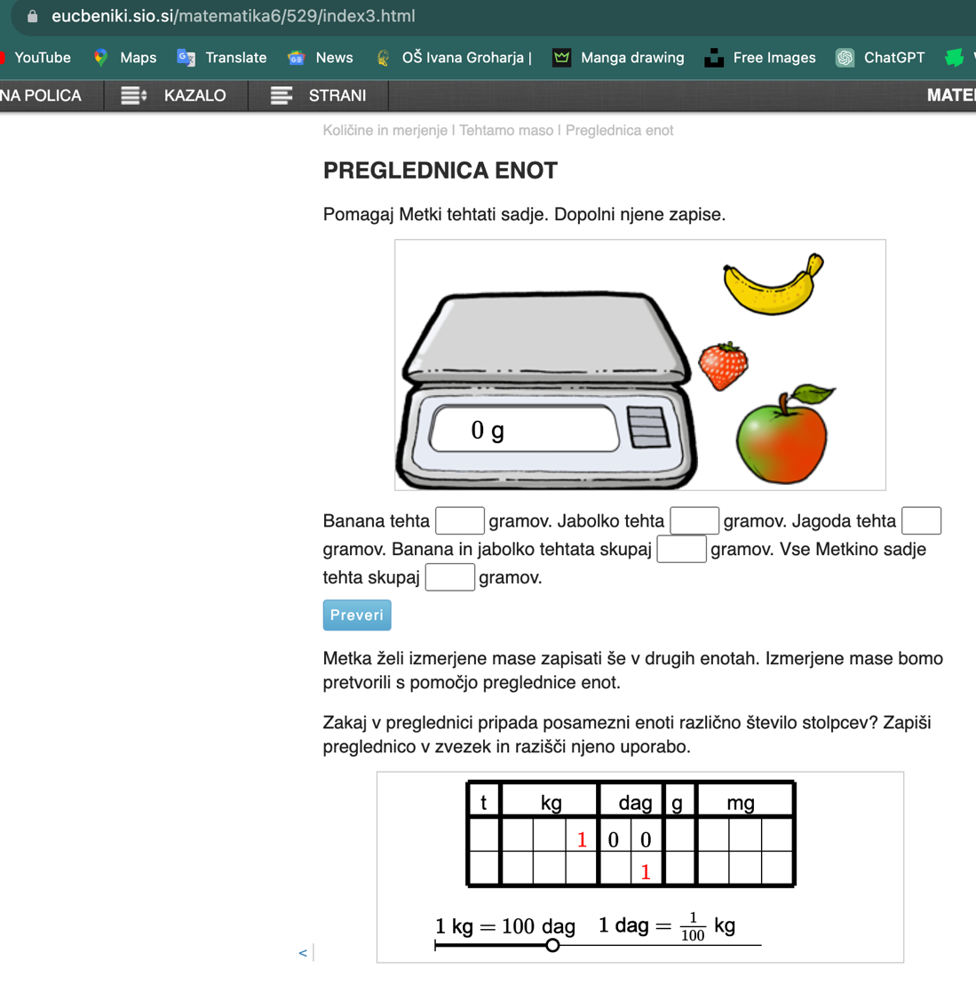 eucbeniki.sio.si/matematika6/529/index3.html
YouTube Maps Translate News OŠ Ivana Groharja | Manga drawing Free Images ChatGPT
NA POLICA KAZALO STRANI MATE
Količine in merjenje | Tehtamo maso | Preglednica enot
PREGLEDNICA ENOT
Pomagaj Metki tehtati sadje. Dopolni njene zapise.
0 g
Banana tehta gramov. Jabolko tehta gramov. Jagoda tehta
gramov. Banana in jabolko tehtata skupaj gramov. Vse Metkino sadje
tehta skupaj gramov.
Preveri
Metka želi izmerjene mase zapisati še v drugih enotah. Izmerjene mase bomo
pretvorili s pomočjo preglednice enot.
Zakaj v preglednici pripada posamezni enoti različno število stolpcev? Zapiši
preglednico v zvezek in razišči njeno uporabo.
t kg dag g mg
1 0 0
1
1 kg = 100 dag 1 dag = 1/100 kg
<